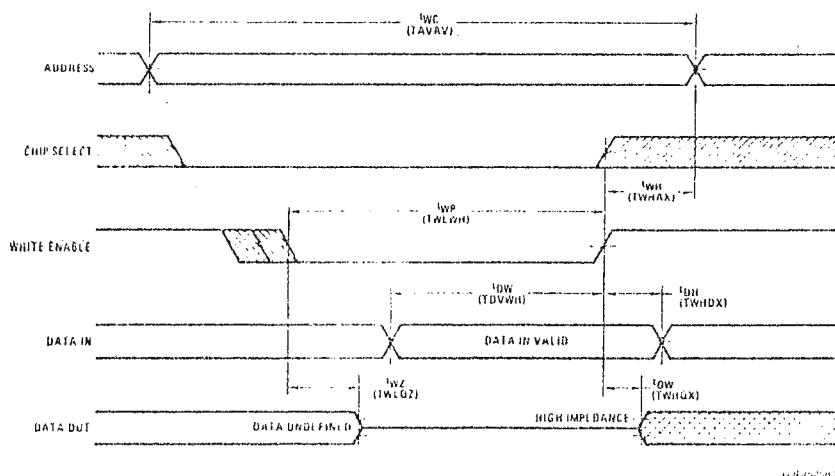 tWC
(TAVAV)
ADDRESS
CHIP SELECT
tWR
(TWHAX)
tWP
(TWLWH)
WRITE ENABLE
tDW
(TDVWH)
tDH
(TWHDX)
DATA IN
DATA IN VALID
tWZ
(TWLQZ)
tOW
(TWHQX)
DATA OUT
DATA UNDEFINED
HIGH IMPEDANCE